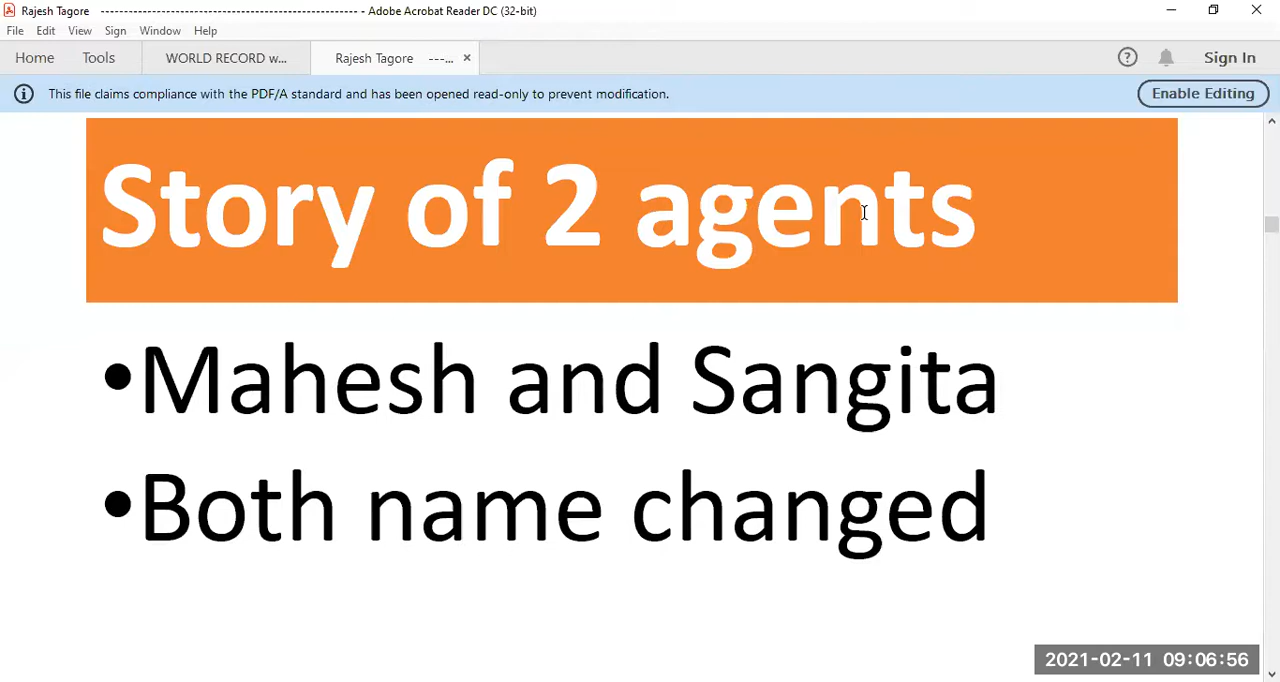 Rajesh Tagore --------------------------------------------------- - Adobe Acrobat Reader DC (32-bit)
File Edit View Sign Window Help
Home Tools WORLD RECORD w... Rajesh Tagore ---... × Sign In
This file claims compliance with the PDF/A standard and has been opened read-only to prevent modification. Enable Editing
Story of 2 agents
•Mahesh and Sangita
•Both name changed
2021-02-11 09:06:56